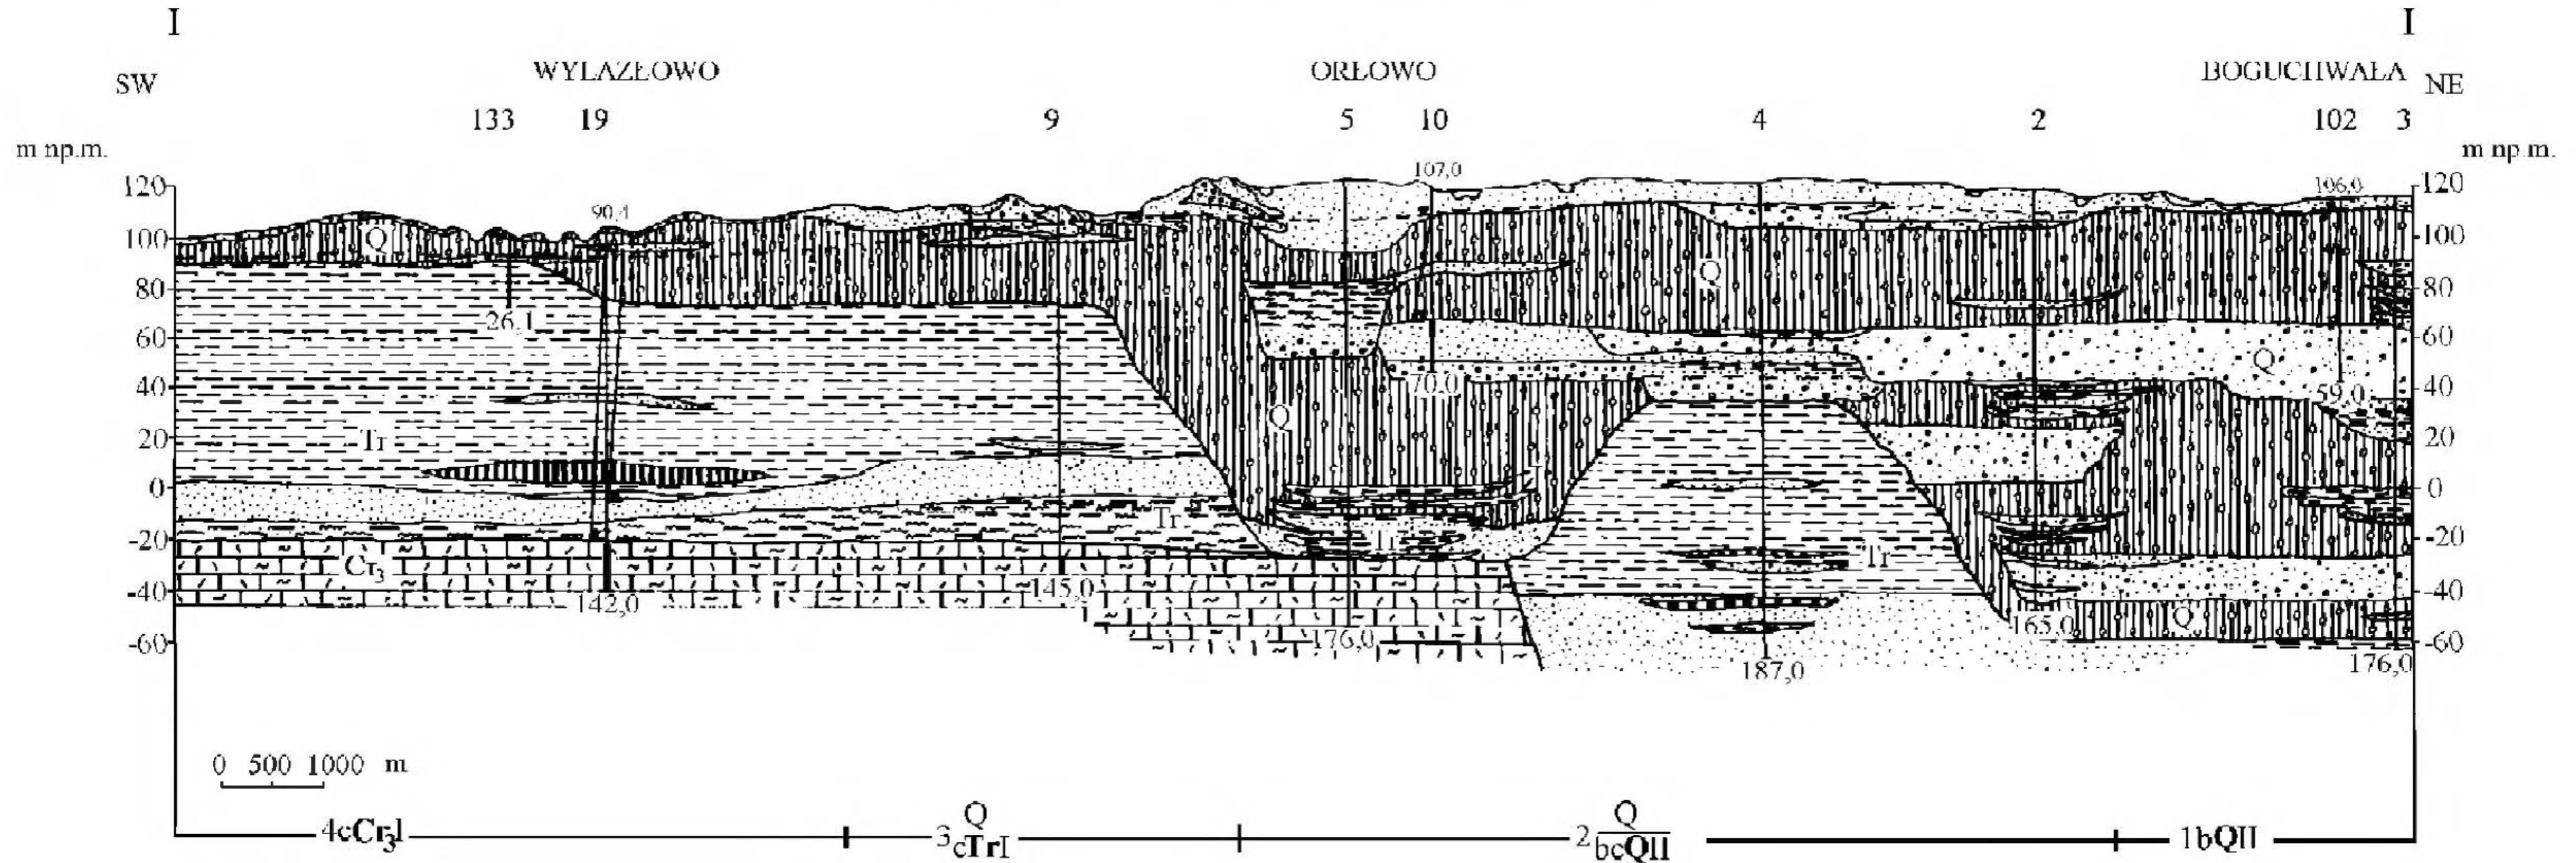 I I
WYLAZŁOWO ORŁOWO BOGUCHWAŁA
SW NE
133 19 9 5 10 4 2 102 3
m np.m. m np.m.
107,0
120 106,0 120
90,4
100 Q 100
Q
80 80
26,1
60 60
Q
40 70,0 59,0 40
Q
20 Tr 20
0 0
Tr
-20 Tr -20
Cr3 Tr
-40 145,0 -40
142,0
165,0 Q
-60 176,0 -60
187,0 176,0
0 500 1000 m
4cCr3I 3 Q cTrI 2 Q bcQII 1bQII